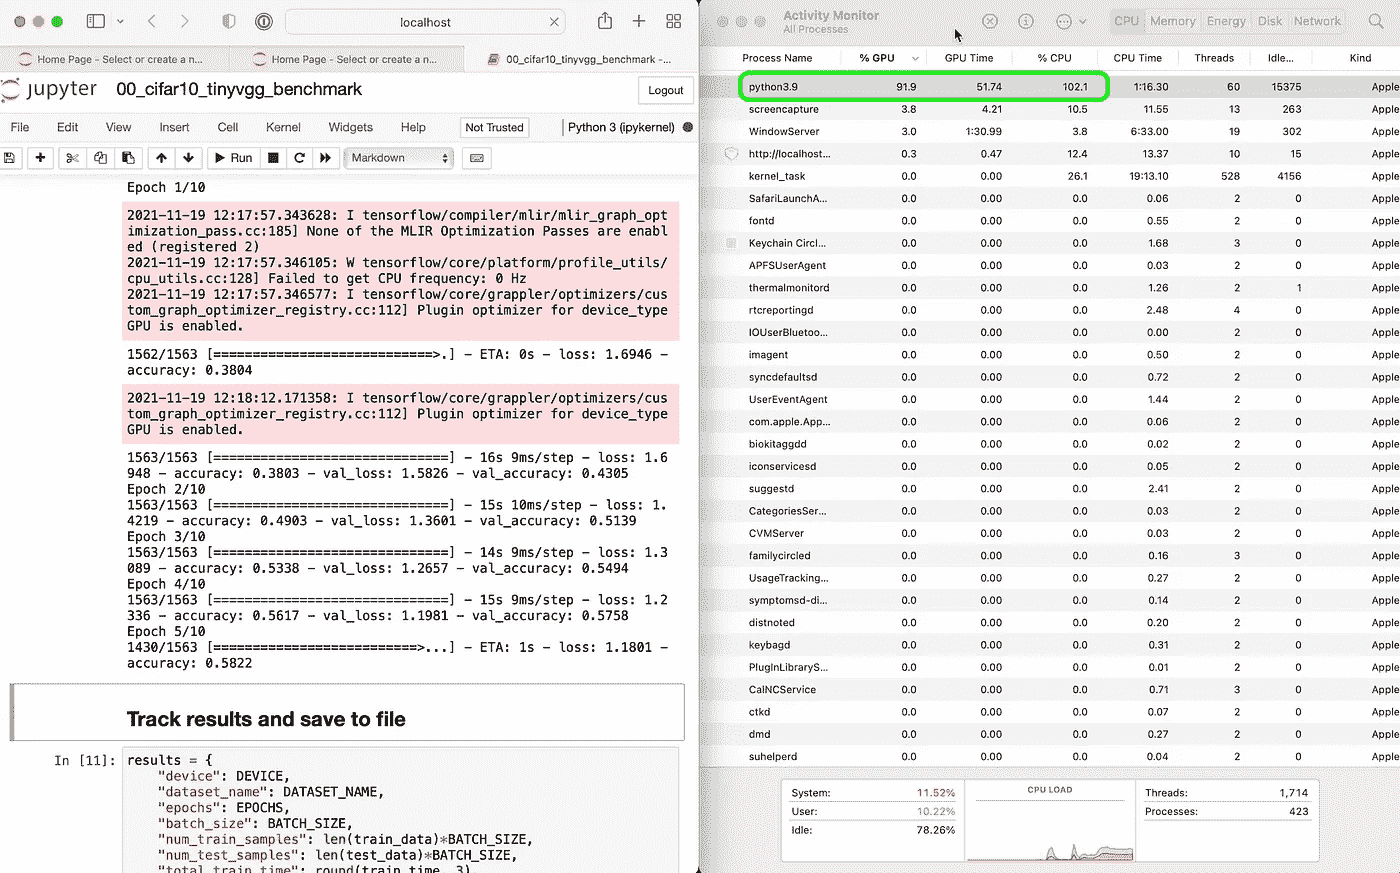 localhost
Home Page - Select or create a n...
Home Page - Select or create a n...
00_cifar10_tinyvgg_benchmark -...
jupyter 00_cifar10_tinyvgg_benchmark
Logout
File Edit View Insert Cell Kernel Widgets Help Not Trusted Python 3 (ipykernel)
Run Markdown
Epoch 1/10
2021-11-19 12:17:57.343628: I tensorflow/compiler/mlir/mlir_graph_opt
imization_pass.cc:185] None of the MLIR Optimization Passes are enabl
ed (registered 2)
2021-11-19 12:17:57.346105: W tensorflow/core/platform/profile_utils/
cpu_utils.cc:128] Failed to get CPU frequency: 0 Hz
2021-11-19 12:17:57.346577: I tensorflow/core/grappler/optimizers/cus
tom_graph_optimizer_registry.cc:112] Plugin optimizer for device_type
GPU is enabled.
1562/1563 [============================>.] - ETA: 0s - loss: 1.6946 -
accuracy: 0.3804
2021-11-19 12:18:12.171358: I tensorflow/core/grappler/optimizers/cus
tom_graph_optimizer_registry.cc:112] Plugin optimizer for device_type
GPU is enabled.
1563/1563 [==============================] - 16s 9ms/step - loss: 1.6
948 - accuracy: 0.3803 - val_loss: 1.5826 - val_accuracy: 0.4305
Epoch 2/10
1563/1563 [==============================] - 15s 10ms/step - loss: 1.
4219 - accuracy: 0.4903 - val_loss: 1.3601 - val_accuracy: 0.5139
Epoch 3/10
1563/1563 [==============================] - 14s 9ms/step - loss: 1.3
089 - accuracy: 0.5338 - val_loss: 1.2657 - val_accuracy: 0.5494
Epoch 4/10
1563/1563 [==============================] - 15s 9ms/step - loss: 1.2
336 - accuracy: 0.5617 - val_loss: 1.1981 - val_accuracy: 0.5758
Epoch 5/10
1430/1563 [==========================>...] - ETA: 1s - loss: 1.1801 -
accuracy: 0.5822
Track results and save to file
In [11]: results = {
"device": DEVICE,
"dataset_name": DATASET_NAME,
"epochs": EPOCHS,
"batch_size": BATCH_SIZE,
"num_train_samples": len(train_data)*BATCH_SIZE,
"num_test_samples": len(test_data)*BATCH_SIZE,
"total_train_time": round(train_time, 3),
Activity Monitor
All Processes
CPU Memory Energy Disk Network
Process Name % GPU GPU Time % CPU CPU Time Threads Idle... Kind
python3.9 91.9 51.74 102.1 1:16.30 60 15375 Apple
screencapture 3.8 4.21 10.5 11.55 13 263 Apple
WindowServer 3.0 1:30.99 3.8 6:33.00 19 302 Apple
http://localhost... 0.3 0.47 12.4 13.37 10 15 Apple
kernel_task 0.0 0.00 26.1 19:13.10 528 4156 Apple
SafariLaunchA... 0.0 0.00 0.0 0.06 2 0 Apple
fontd 0.0 0.00 0.0 0.55 2 0 Apple
Keychain Circl... 0.0 0.00 0.0 1.68 3 0 Apple
APFSUserAgent 0.0 0.00 0.0 0.03 2 0 Apple
thermalmonitord 0.0 0.00 0.0 1.26 2 1 Apple
rtcreportingd 0.0 0.00 0.0 2.48 4 0 Apple
IOUserBluetoo... 0.0 0.00 0.0 0.00 2 0 Apple
imagent 0.0 0.00 0.0 0.50 2 0 Apple
syncdefaultsd 0.0 0.00 0.0 0.72 2 0 Apple
UserEventAgent 0.0 0.00 0.0 1.44 2 0 Apple
com.apple.App... 0.0 0.00 0.0 0.06 2 0 Apple
biokitaggdd 0.0 0.00 0.0 0.02 2 0 Apple
iconservicesd 0.0 0.00 0.0 0.05 2 0 Apple
suggestd 0.0 0.00 0.0 2.41 2 0 Apple
CategoriesSer... 0.0 0.00 0.0 0.03 2 0 Apple
CVMServer 0.0 0.00 0.0 0.03 2 0 Apple
familycircled 0.0 0.00 0.0 0.16 3 0 Apple
UsageTracking... 0.0 0.00 0.0 0.27 2 0 Apple
symptomsd-di... 0.0 0.00 0.0 0.14 2 0 Apple
distnoted 0.0 0.00 0.0 0.20 2 0 Apple
keybagd 0.0 0.00 0.0 0.31 2 0 Apple
PlugInLibraryS... 0.0 0.00 0.0 0.01 2 0 Apple
CalNCService 0.0 0.00 0.0 0.71 3 0 Apple
ctkd 0.0 0.00 0.0 0.07 2 0 Apple
dmd 0.0 0.00 0.0 0.27 2 0 Apple
suhelperd 0.0 0.00 0.0 0.04 2 0 Apple
System: 11.52%
User: 10.22%
Idle: 78.26%
CPU LOAD
Threads: 1,714
Processes: 423